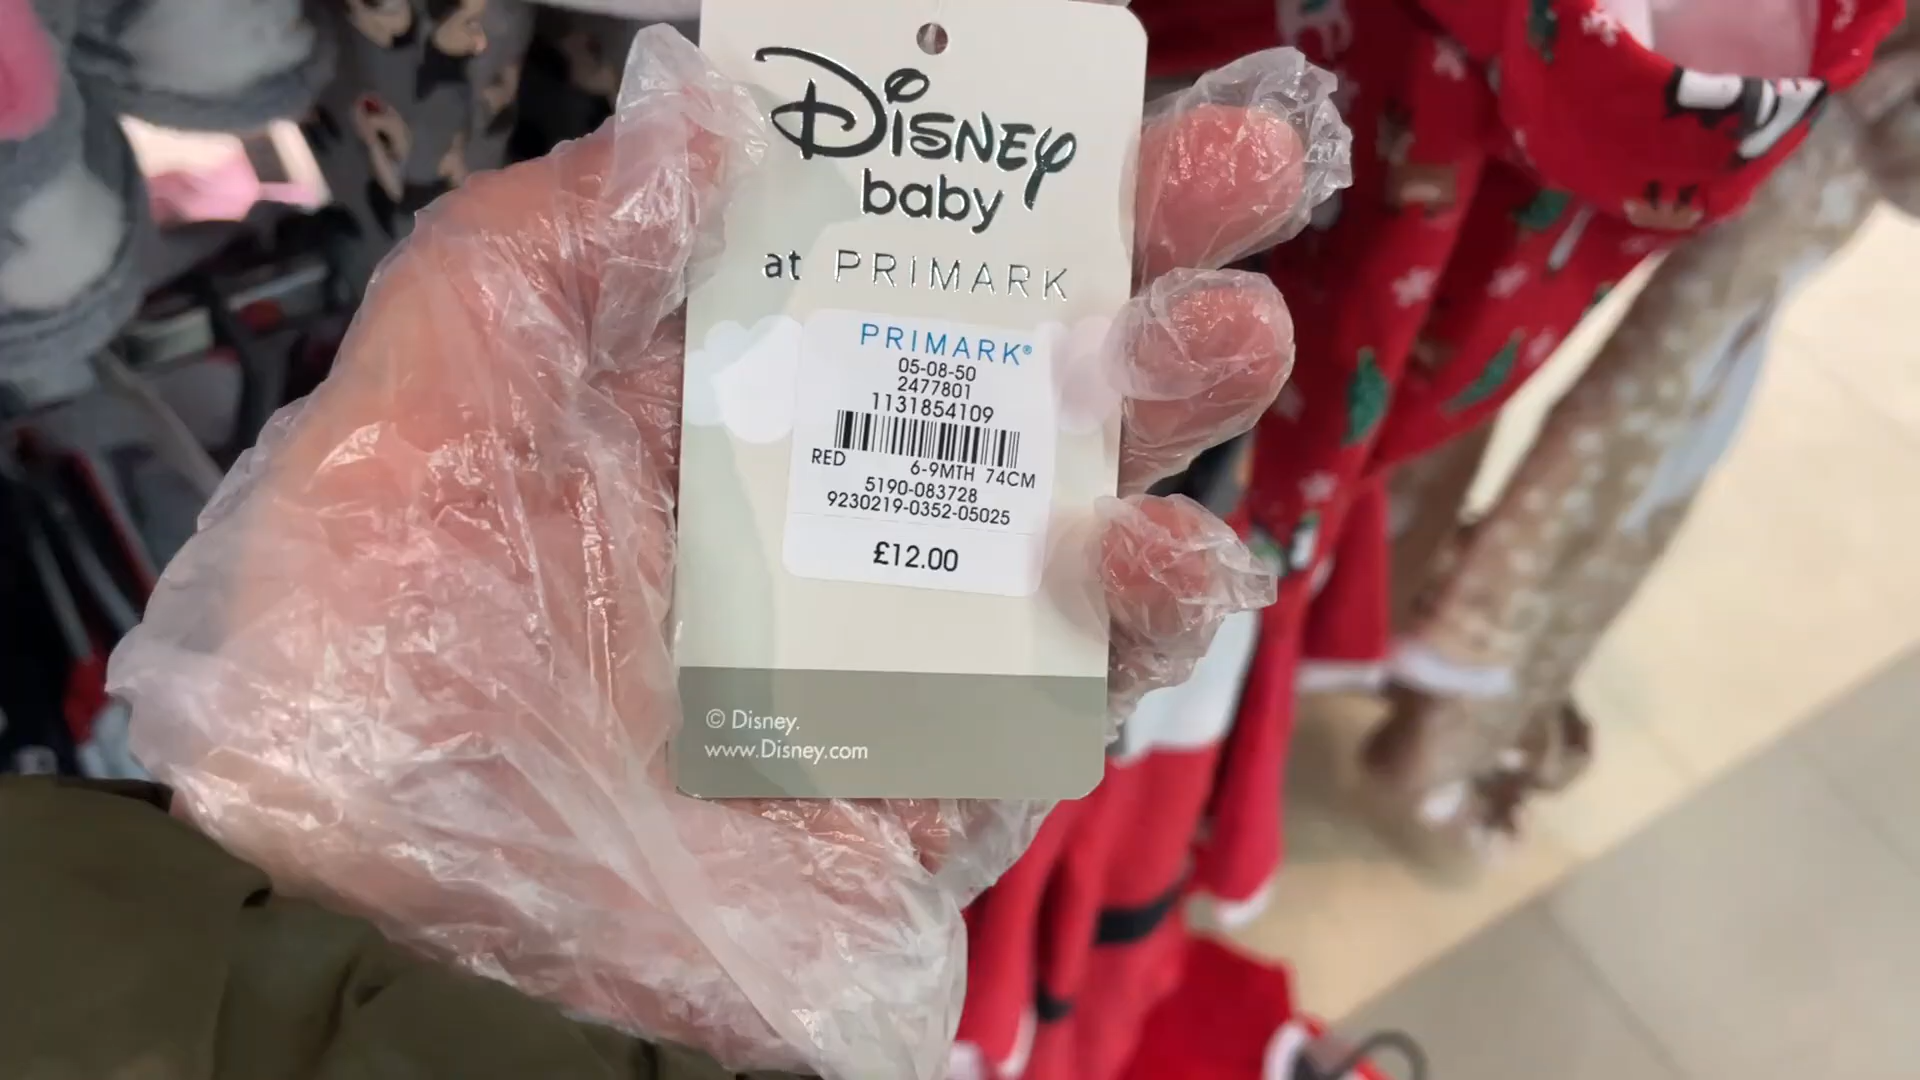 Disney
baby
at PRIMARK
PRIMARK®
05-08-50
2477801
1131854109
RED 6-9MTH 74CM
5190-083728
9230219-0352-05025
£12.00
© Disney.
www.Disney.com